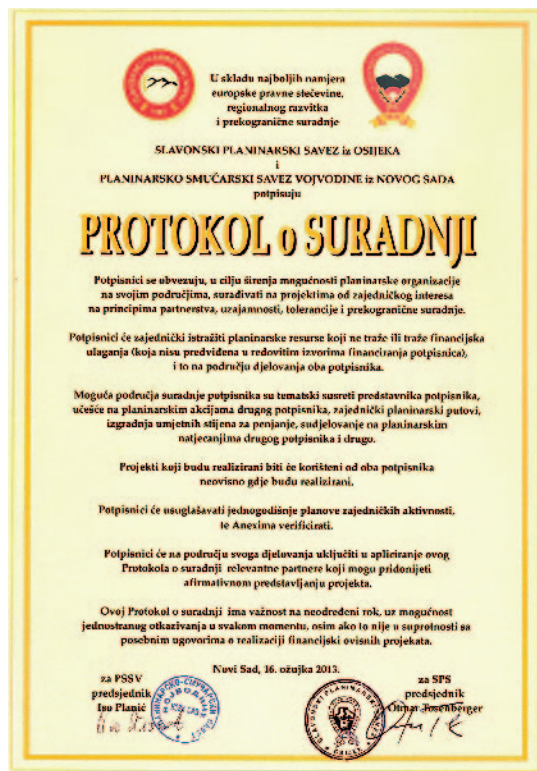 U skladu najboljih namjera
europske pravne stečevine,
regionalnog razvitka
i prekogranične suradnje
SLAVONSKI PLANINARSKI SAVEZ iz OSIJEKA
i
PLANINARSKO SMUČARSKI SAVEZ VOJVODINE iz NOVOG SADA
potpisuju
PROTOKOL o SURADNJI
Potpisnici se obvezuju, u cilju širenja mogućnosti planinarske organizacije
na svojim područjima, surađivati na projektima od zajedničkog interesa
na principima partnerstva, uzajamnosti, tolerancije i prekogranične suradnje.
Potpisnici će zajednički istražiti planinarske resurse koji ne traže ili traže financijska
ulaganja (koja nisu predviđena u redovitim izvorima financiranja potpisnica),
i to na području djelovanja oba potpisnika.
Moguća područja suradnje potpisnika su tematski susreti predstavnika potpisnika,
učešće na planinarskim akcijama drugog potpisnika, zajednički planinarski putovi,
izgradnja umjetnih stijena za penjanje, sudjelovanje na planinarskim
natjecanjima drugog potpisnika i drugo.
Projekti koji budu realizirani biti će korišteni od oba potpisnika
neovisno gdje budu realizirani.
Potpisnici će usuglašavati jednogodišnje planove zajedničkih aktivnosti,
te Anexima verificirati.
Potpisnici će na području svoga djelovanja uključiti u apliciranje ovog
Protokola o suradnji relevantne partnere koji mogu pridonijeti
afirmativnom predstavljanju projekta.
Ovoj Protokol o suradnji ima važnost na neodređeni rok, uz mogućnost
jednostranog otkazivanja u svakom momentu, osim ako to nije u suprotnosti sa
posebnim ugovorima o realizaciji financijski ovisnih projekata.
Novi Sad, 16. ožujka 2013.
za PSSV
predsjednik
Iso Planić
za SPS
predsjednik
Otmar Tosenberger